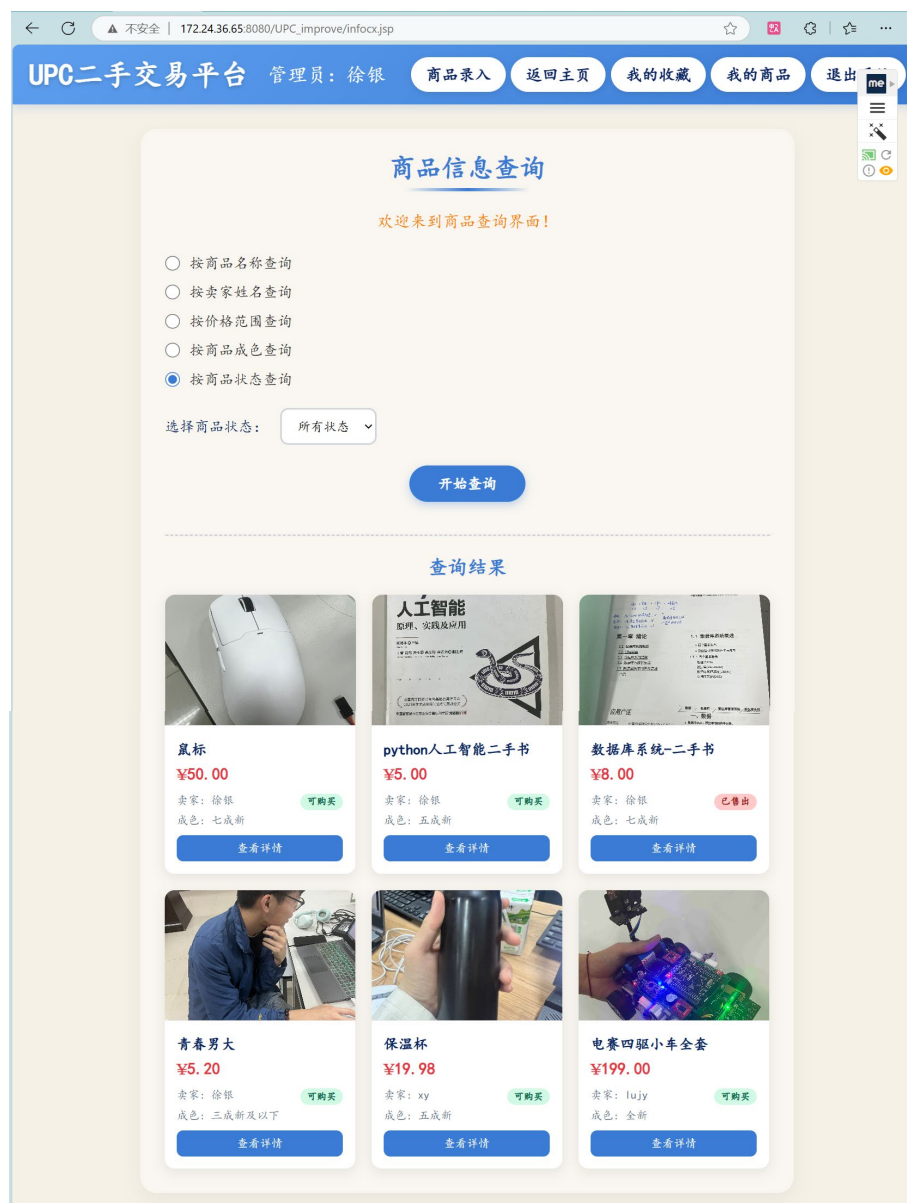 不安全 | 172.24.36.65:8080/UPC_improve/infocx.jsp
UPC二手交易平台 管理员：徐银 商品录入 返回主页 我的收藏 我的商品 退出
me
商品信息查询
欢迎来到商品查询界面！
按商品名称查询
按卖家姓名查询
按价格范围查询
按商品成色查询
按商品状态查询
选择商品状态： 所有状态
开始查询
查询结果
人工智能
原理、实践及应用
第一章 绪论
鼠标
¥50.00
卖家：徐银 可购买
成色：七成新
查看详情
python人工智能二手书
¥5.00
卖家：徐银 可购买
成色：五成新
查看详情
数据库系统-二手书
¥8.00
卖家：徐银 已售出
成色：七成新
查看详情
青春男大
¥5.20
卖家：徐银 可购买
成色：三成新及以下
查看详情
保温杯
¥19.98
卖家：xy 可购买
成色：五成新
查看详情
电赛四驱小车全套
¥199.00
卖家：lujy 可购买
成色：全新
查看详情